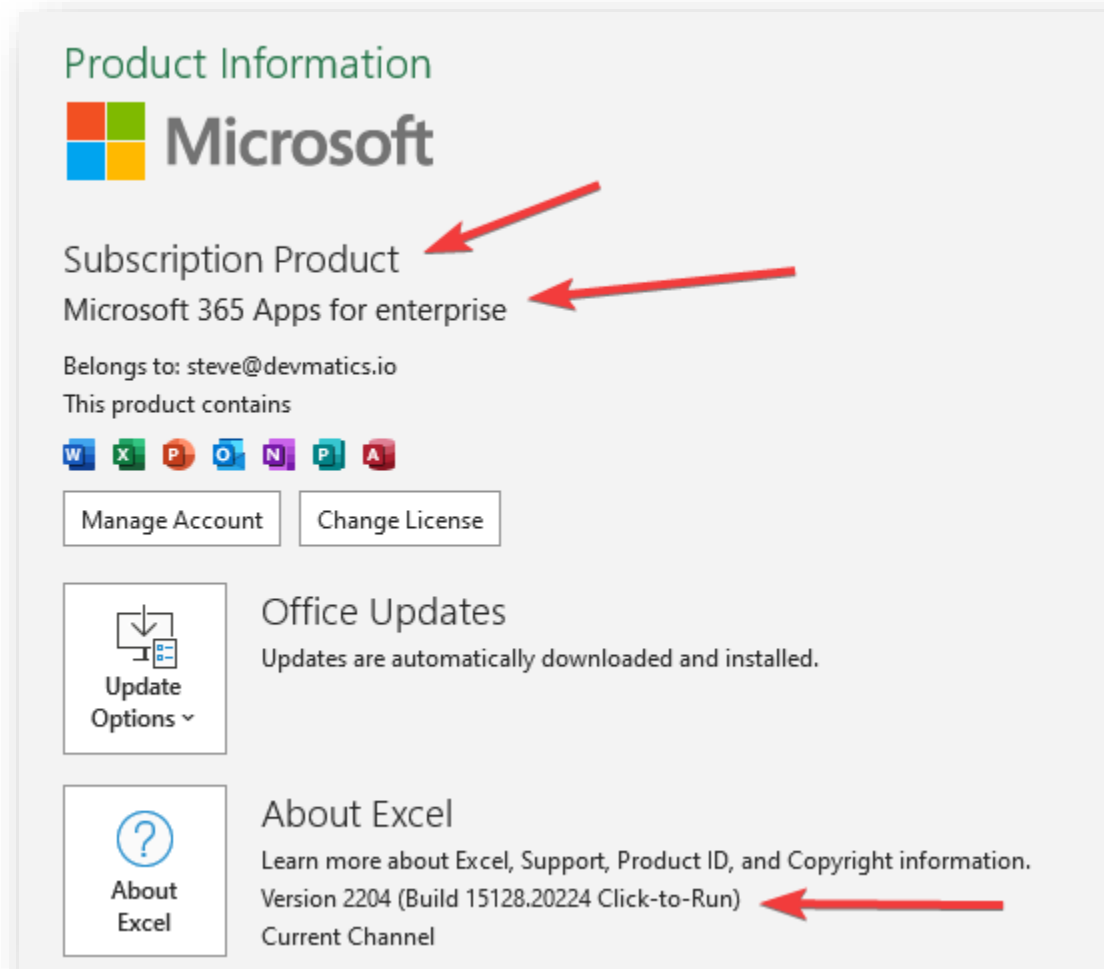 Product Information
Microsoft
Subscription Product
Microsoft 365 Apps for enterprise
Belongs to: steve@devmatics.io
This product contains
W X P O N P A
Manage Account
Change License
Update
Options
Office Updates
Updates are automatically downloaded and installed.
?
About
Excel
About Excel
Learn more about Excel, Support, Product ID, and Copyright information.
Version 2204 (Build 15128.20224 Click-to-Run)
Current Channel